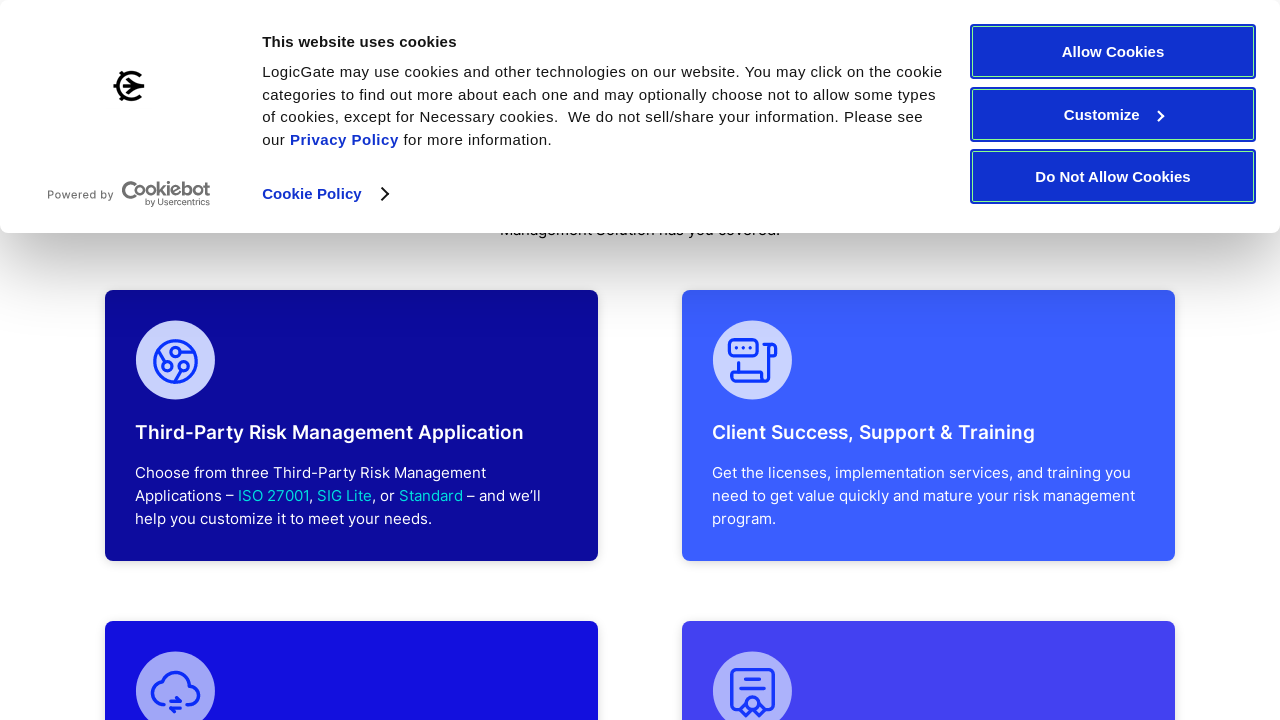 This website uses cookies
LogicGate may use cookies and other technologies on our website. You may click on the cookie
categories to find out more about each one and may optionally choose not to allow some types
of cookies, except for Necessary cookies.  We do not sell/share your information. Please see
our Privacy Policy for more information.
Powered by Cookiebot
by Usercentrics
Cookie Policy
Allow Cookies
Customize
Do Not Allow Cookies
Management Solution has you covered.
Third-Party Risk Management Application
Choose from three Third-Party Risk Management
Applications – ISO 27001, SIG Lite, or Standard – and we’ll
help you customize it to meet your needs.
Client Success, Support & Training
Get the licenses, implementation services, and training you
need to get value quickly and mature your risk management
program.